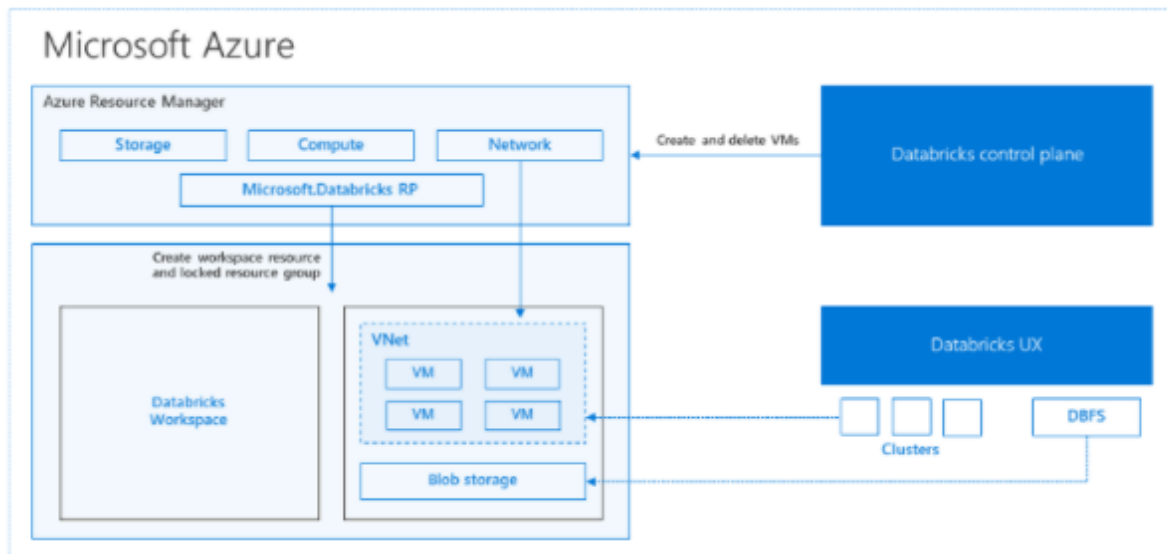 Microsoft Azure
Azure Resource Manager
Storage
Compute
Network
Microsoft.Databricks RP
Create and delete VMs
Databricks control plane
Create workspace resource
and locked resource group
Databricks
Workspace
VNet
VM
VM
VM
VM
Blob storage
Databricks UX
Clusters
DBFS